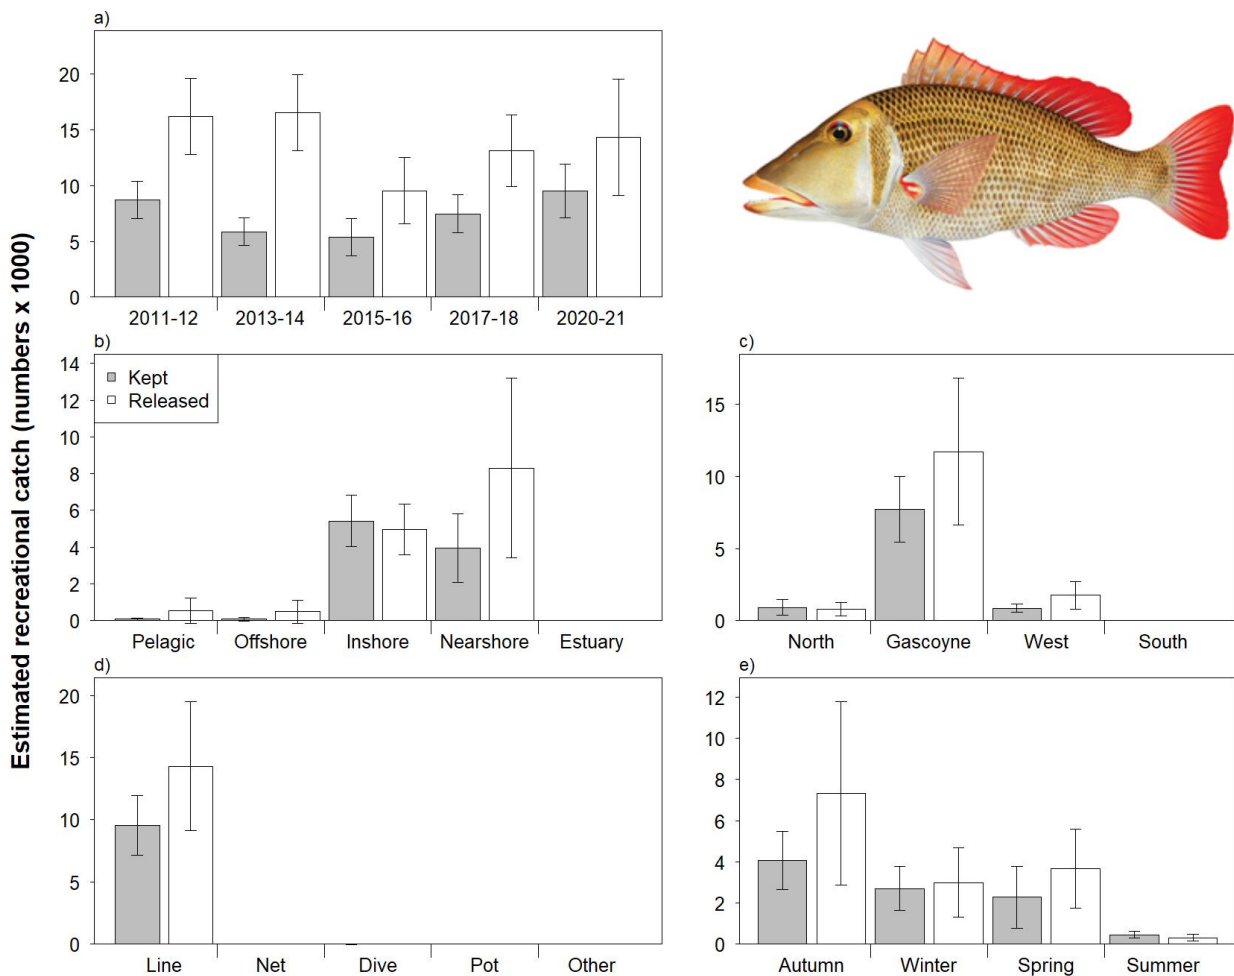 a)
Estimated recreational catch (numbers x 1000)
20
15
10
5
0
2011-12 2013-14 2015-16 2017-18 2020-21
b)
Kept
Released
14
12
10
8
6
4
2
0
Pelagic Offshore Inshore Nearshore Estuary
c)
15
10
5
0
North Gascoyne West South
d)
20
15
10
5
0
Line Net Dive Pot Other
e)
12
10
8
6
4
2
0
Autumn Winter Spring Summer